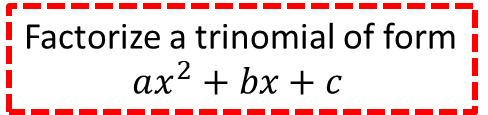 Factorize a trinomial of form
ax² + bx + c